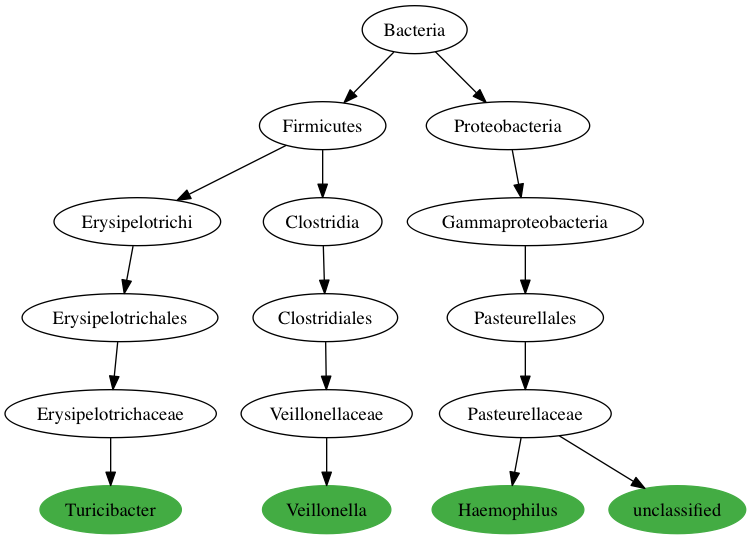 Bacteria
Firmicutes
Proteobacteria
Erysipelotrichi
Clostridia
Gammaproteobacteria
Erysipelotrichales
Clostridiales
Pasteurellales
Erysipelotrichaceae
Veillonellaceae
Pasteurellaceae
Turicibacter
Veillonella
Haemophilus
unclassified